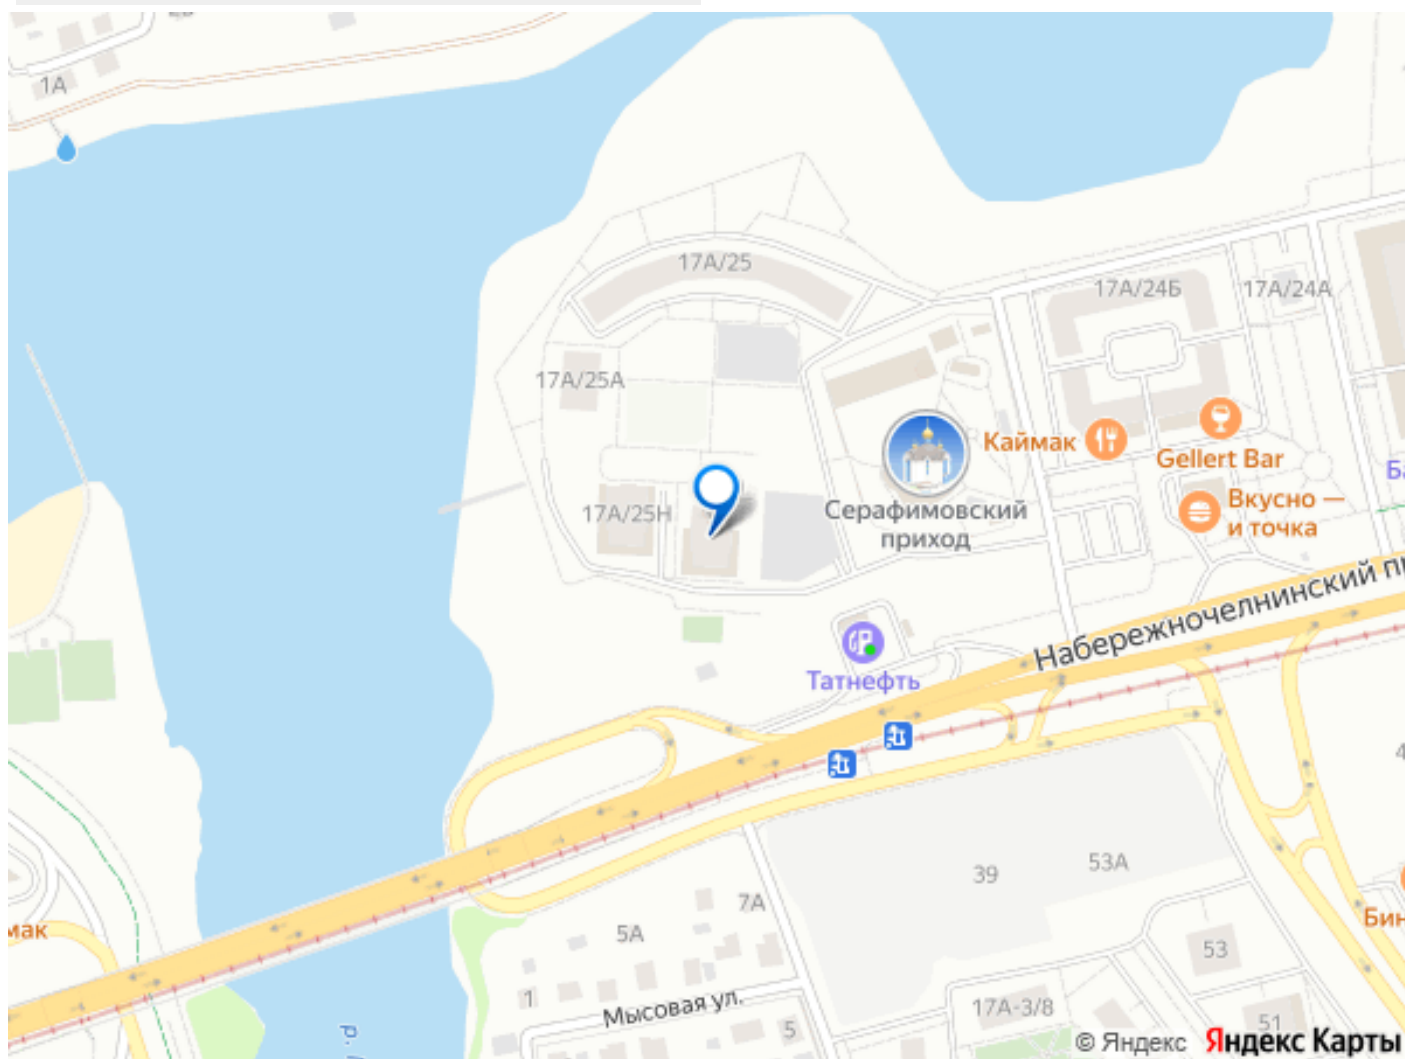 1А
17А/25
17А/24Б
17А/24А
17А/25А
Каймак
Gellert Bar
17А/25Н
Серафимовский
приход
Вкусно —
и точка
Набережночелнинский
Татнефть
39
53А
7А
5А
53
1
Мысовая ул.
5
17А-3/8
51
© Яндекс
Яндекс Карты